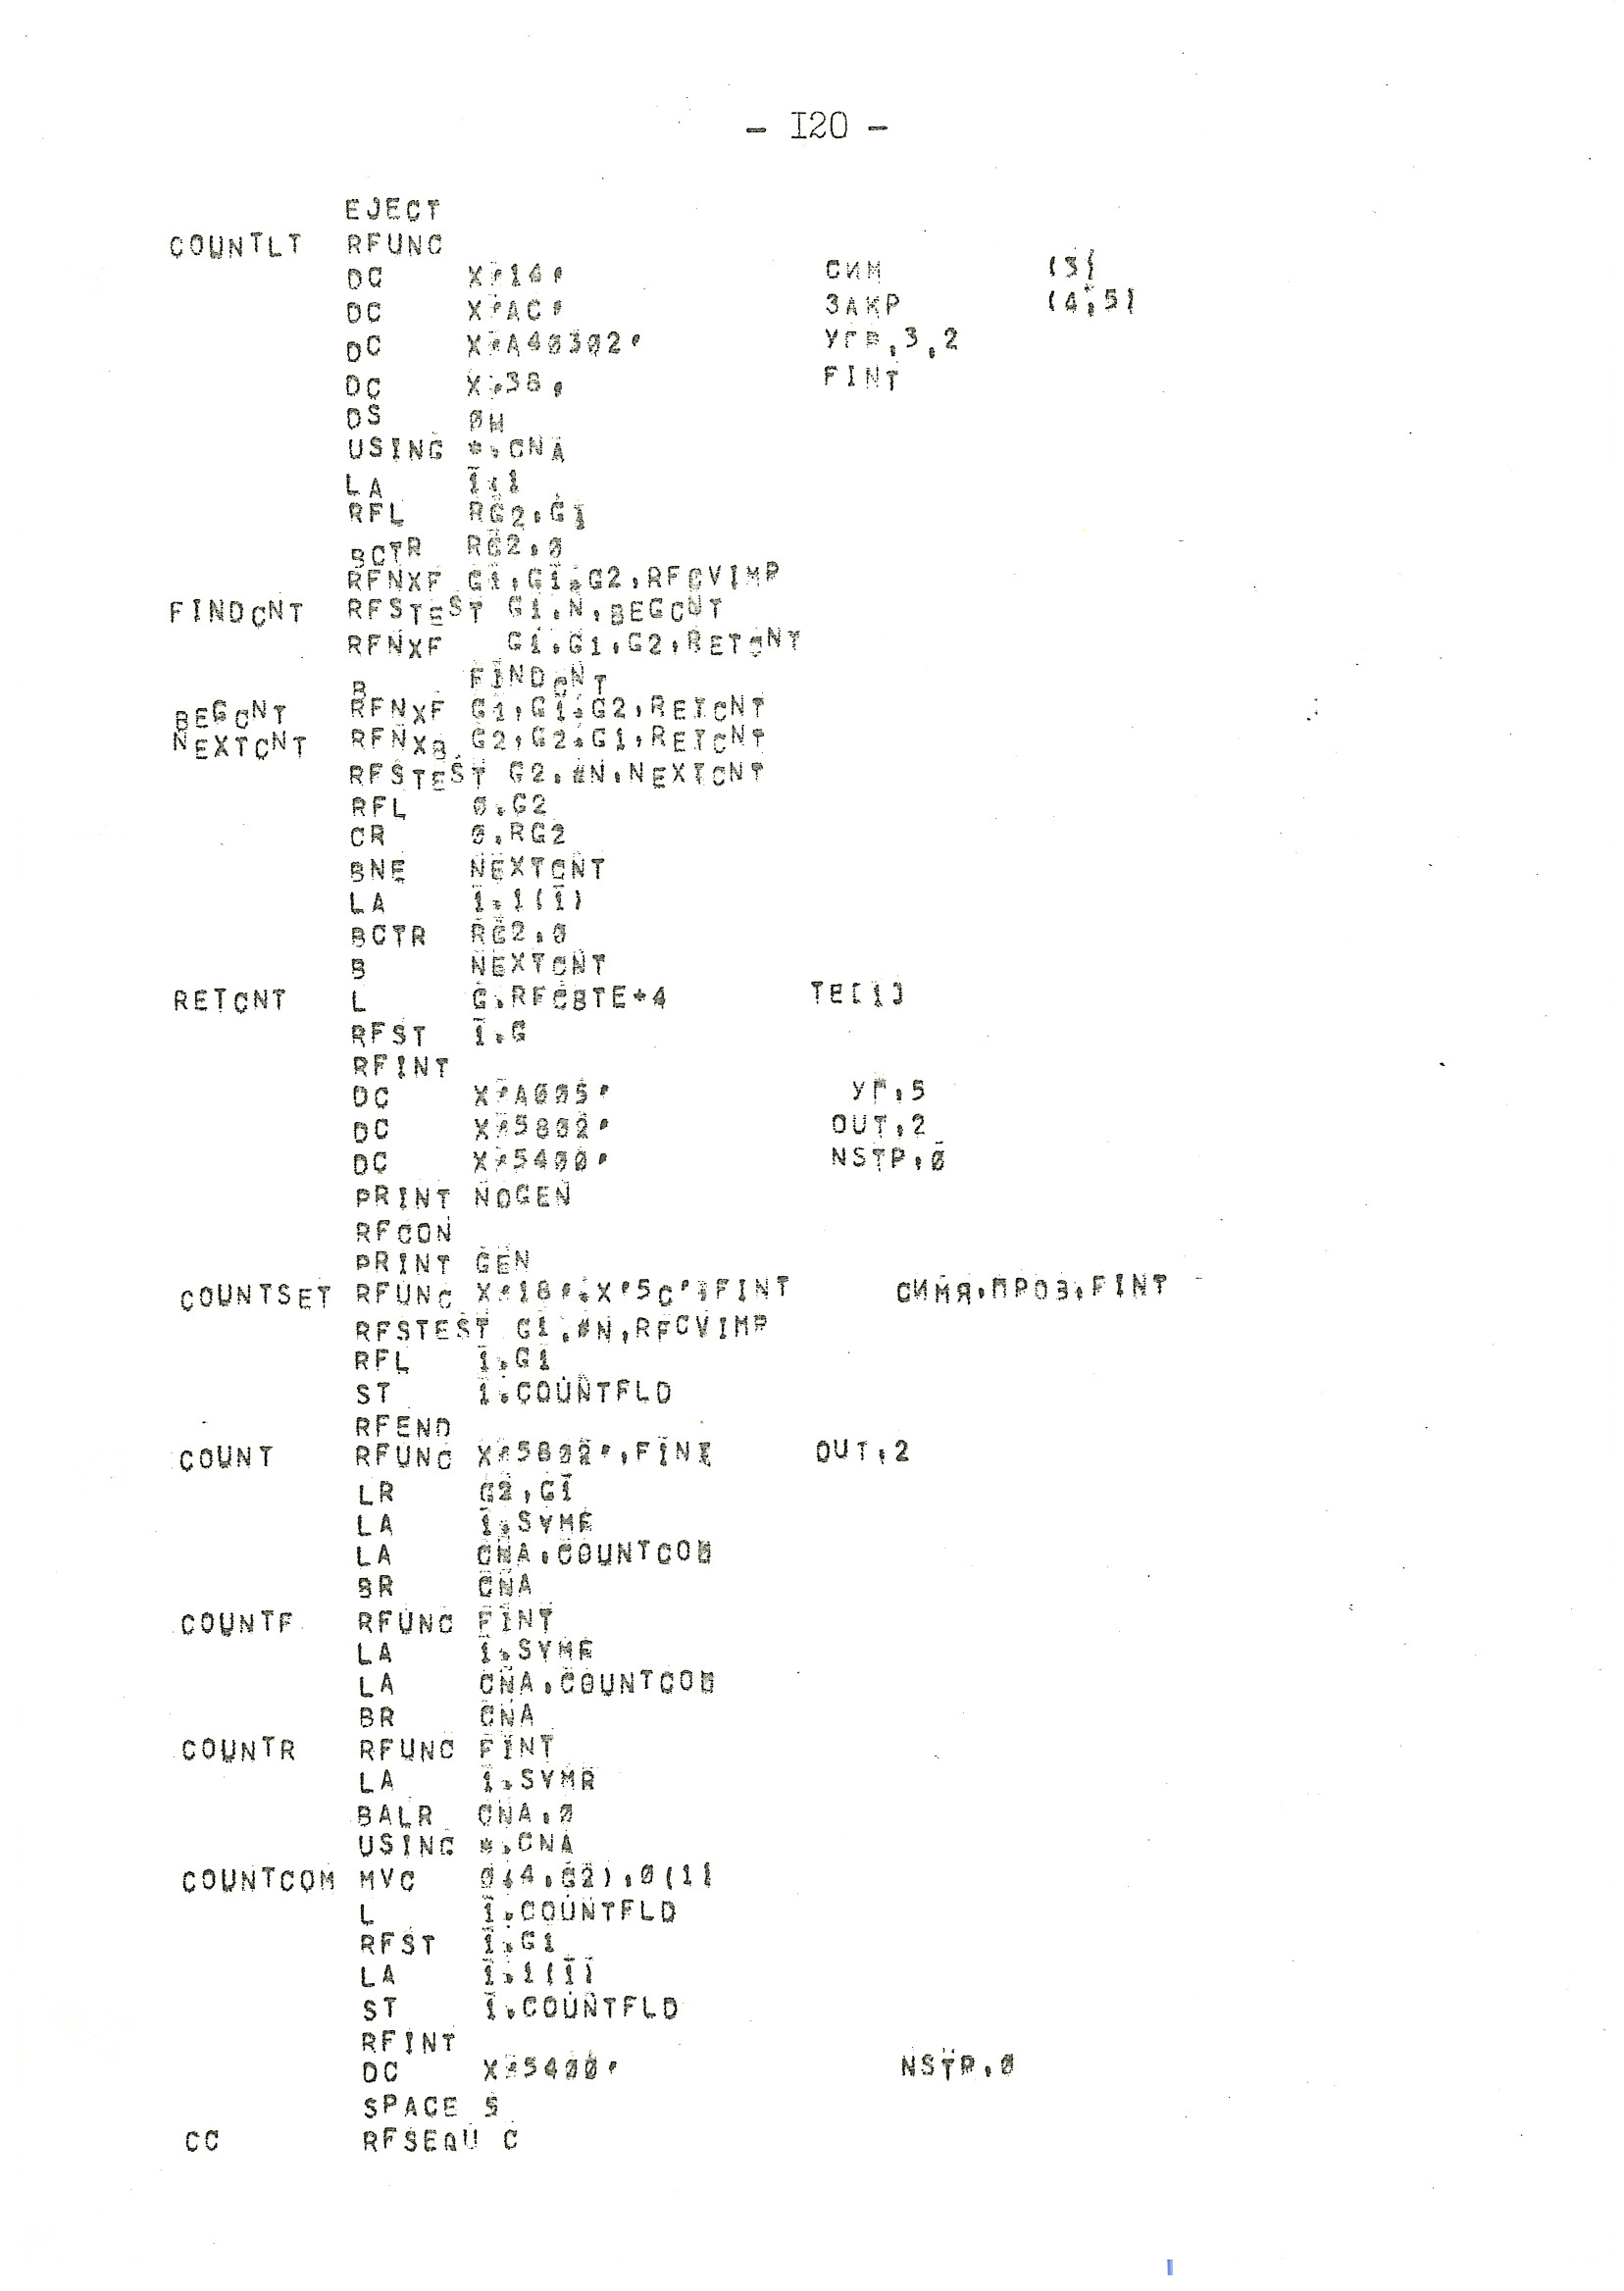 - I20 -
EJECT
COUNTLT RFUNC
DC X'14' СИМ (3)
DC X'AC' ЗАКР (4,5)
DC X'A40302' УГР,3,2
DC X'38' FINT
DS 0H
USING *,CNA
LA 1,1
RFL RG2,G1
BCTR RG2,0
RFNXF G1,G1,G2,RFCVIMP
FINDCNT RFSTEST G1,N,BEGCNT
RFNXF G1,G1,G2,RETCNT
B FINDCNT
BEGCNT RFNXF G1,G1,G2,RETCNT
NEXTCNT RFNXB G2,G2,G1,RETCNT
RFSTEST G2,#N,NEXTCNT
RFL 0,G2
CR 0,RG2
BNE NEXTCNT
LA 1,1(1)
BCTR RG2,0
B NEXTCNT
RETCNT L G,RFCBTE+4 TE[1]
RFST 1,G
RFINT
DC X'A005' УГ,5
DC X'5802' OUT,2
DC X'5400' NSTP,0
PRINT NOGEN
RFCON
PRINT GEN
COUNTSET RFUNC X'18',X'5C',FINT СИМЯ,ПРОЗ,FINT
RFSTEST G1,#N,RFCVIMP
RFL 1,G1
ST 1,COUNTFLD
RFEND
COUNT RFUNC X'5802',FINT OUT,2
LR G2,G1
LA 1,SYMF
LA CNA,COUNTCOM
BR CNA
COUNTF RFUNC FINT
LA 1,SYMF
LA CNA,COUNTCOM
BR CNA
COUNTR RFUNC FINT
LA 1,SYMR
BALR CNA,0
USING *,CNA
COUNTCOM MVC 0(4,G2),0(1)
L 1,COUNTFLD
RFST 1,G1
LA 1,1(1)
ST 1,COUNTFLD
RFINT
DC X'5400' NSTP,0
SPACE 5
CC RFSEQU C